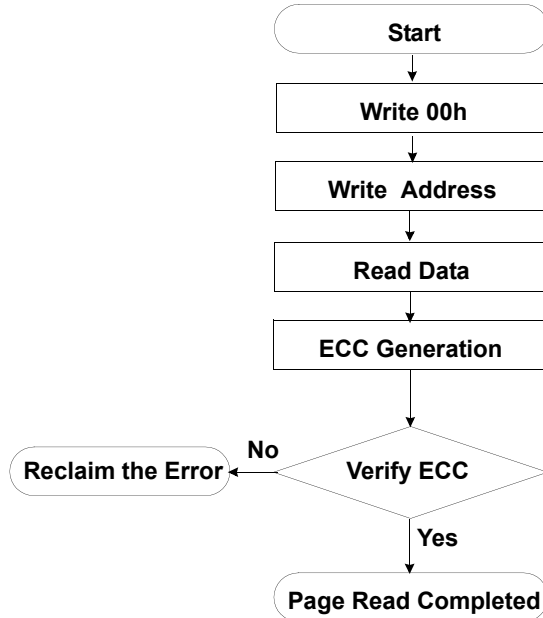 Start
Write 00h
Write Address
Read Data
ECC Generation
No
Reclaim the Error
Verify ECC
Yes
Page Read Completed